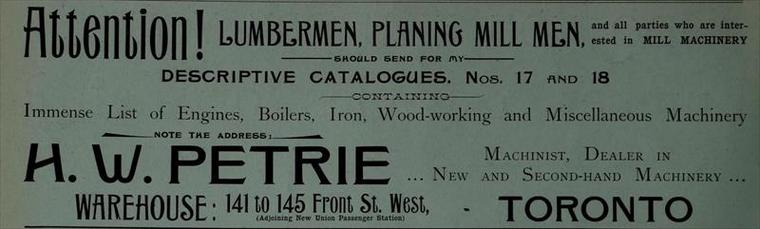 Attention! LUMBERMEN, PLANING MILL MEN, and all parties who are inter-
ested in MILL MACHINERY
SHOULD SEND FOR MY
DESCRIPTIVE CATALOGUES. Nos. 17 AND 18
CONTAINING
Immense List of Engines, Boilers, Iron, Wood-working and Miscellaneous Machinery
NOTE THE ADDRESS:
H. W. PETRIE ... MACHINIST, DEALER IN
NEW AND SECOND-HAND MACHINERY ...
WAREHOUSE: 141 to 145 Front St. West, - TORONTO
(Adjoining New Union Passenger Station)